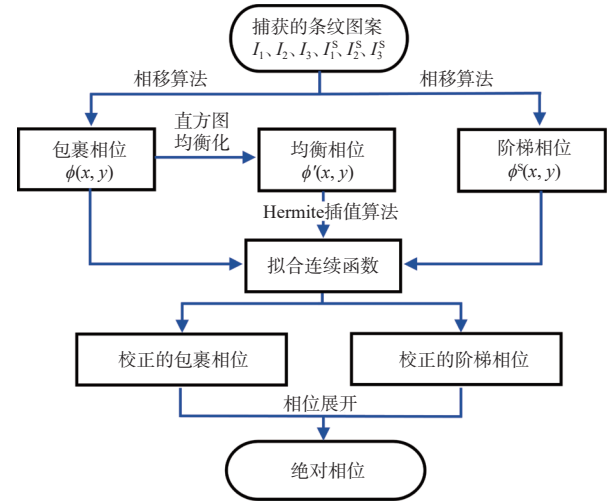 捕获的条纹图案
I₁、I₂、I₃、I₁ˢ、I₂ˢ、I₃ˢ
相移算法
相移算法
直方图
均衡化
包裹相位
ϕ(x, y)
均衡相位
ϕ′(x, y)
阶梯相位
ϕˢ(x, y)
Hermite插值算法
拟合连续函数
校正的包裹相位
校正的阶梯相位
相位展开
绝对相位